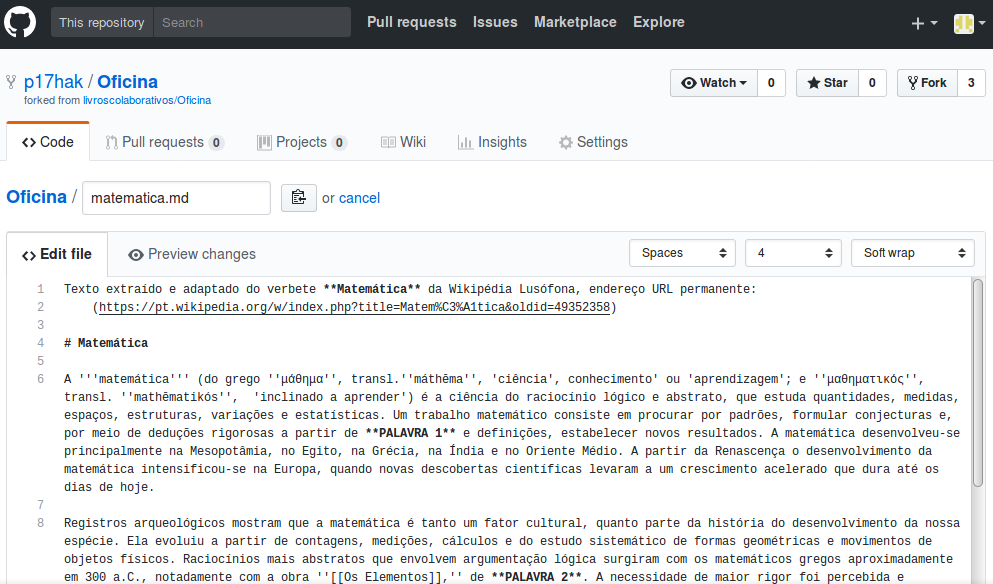 This repository Search Pull requests Issues Marketplace Explore
p17hak / Oficina Watch 0 Star 0 Fork 3
forked from livroscolaborativos/Oficina
Code Pull requests 0 Projects 0 Wiki Insights Settings
Oficina / matematica.md or cancel
Edit file Preview changes Spaces 4 Soft wrap
1 Texto extraído e adaptado do verbete **Matemática** da Wikipédia Lusófona, endereço URL permanente:
2 (https://pt.wikipedia.org/w/index.php?title=Matem%C3%A1tica&oldid=49352358)
3
4 # Matemática
5
6 A '''matemática''' (do grego ''μάθημα'', transl.''máthēma'', 'ciência', conhecimento' ou 'aprendizagem'; e ''μαθηματικός'',
transl. ''mathēmatikós'', 'inclinado a aprender') é a ciência do raciocínio lógico e abstrato, que estuda quantidades, medidas,
espaços, estruturas, variações e estatísticas. Um trabalho matemático consiste em procurar por padrões, formular conjecturas e,
por meio de deduções rigorosas a partir de **PALAVRA 1** e definições, estabelecer novos resultados. A matemática desenvolveu-se
principalmente na Mesopotâmia, no Egito, na Grécia, na Índia e no Oriente Médio. A partir da Renascença o desenvolvimento da
matemática intensificou-se na Europa, quando novas descobertas científicas levaram a um crescimento acelerado que dura até os
dias de hoje.
7
8 Registros arqueológicos mostram que a matemática é tanto um fator cultural, quanto parte da história do desenvolvimento da nossa
espécie. Ela evoluiu a partir de contagens, medições, cálculos e do estudo sistemático de formas geométricas e movimentos de
objetos físicos. Raciocínios mais abstratos que envolvem argumentação lógica surgiram com os matemáticos gregos aproximadamente
em 300 a.C., notadamente com a obra ''[[Os Elementos]],'' de **PALAVRA 2**. A necessidade de maior rigor foi percebida e